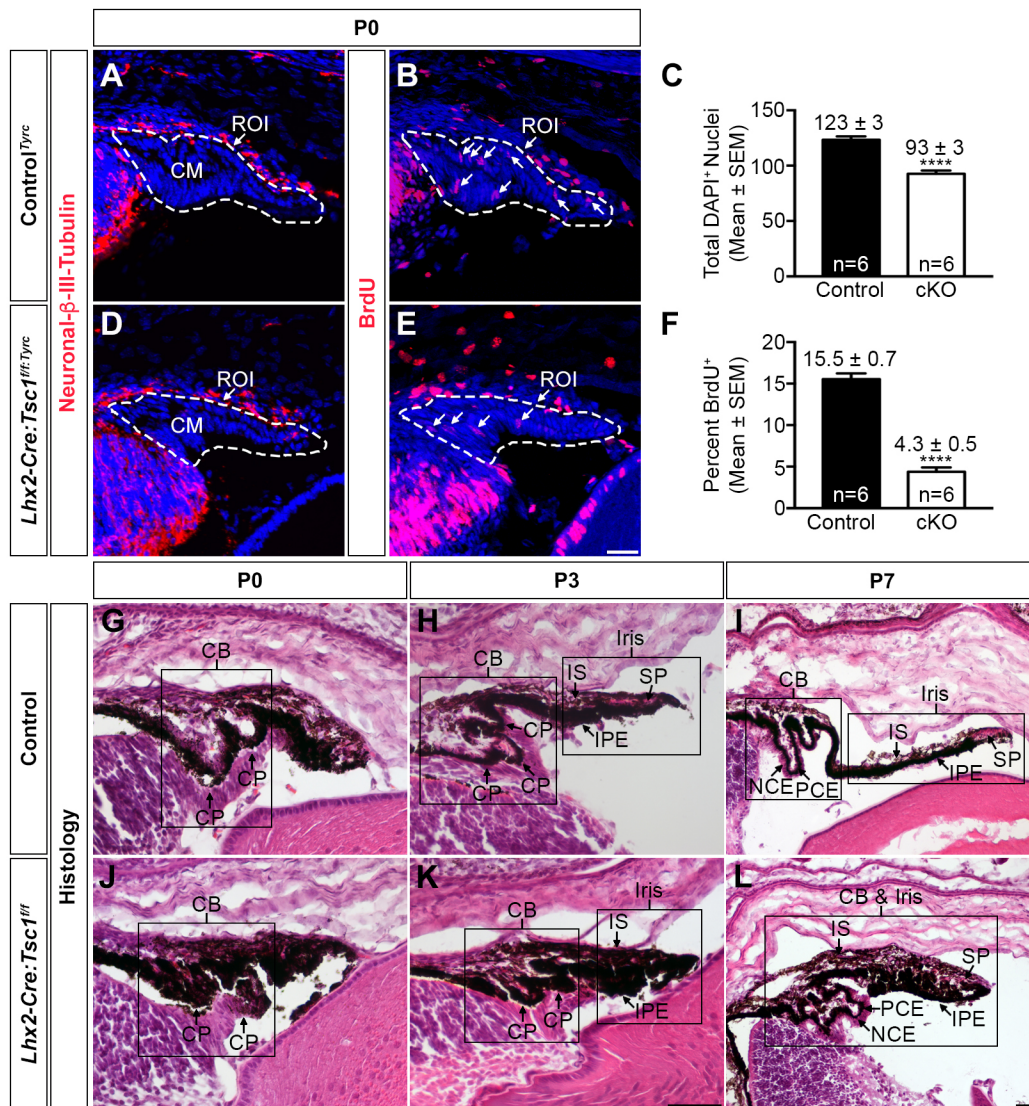 P0
Control^Tyrc
Lhx2-Cre:Tsc1^f/f:Tyrc
Neuronal-β-III-Tubulin
BrdU
A
ROI
CM
B
ROI
C
Total DAPI⁺ Nuclei
(Mean ± SEM)
150
100
50
0
123 ± 3
93 ± 3
****
n=6
n=6
Control
cKO
D
ROI
CM
E
ROI
F
Percent BrdU⁺
(Mean ± SEM)
20
15
10
5
0
15.5 ± 0.7
4.3 ± 0.5
****
n=6
n=6
Control
cKO
P0
P3
P7
Control
Lhx2-Cre:Tsc1^f/f
Histology
G
CB
CP
CP
H
Iris
CB
IS
SP
CP
IPE
CP
CP
I
CB
Iris
IS
SP
IPE
NCE
PCE
J
CB
CP
CP
K
Iris
CB
IS
CP
IPE
CP
L
CB & Iris
IS
SP
PCE
IPE
NCE